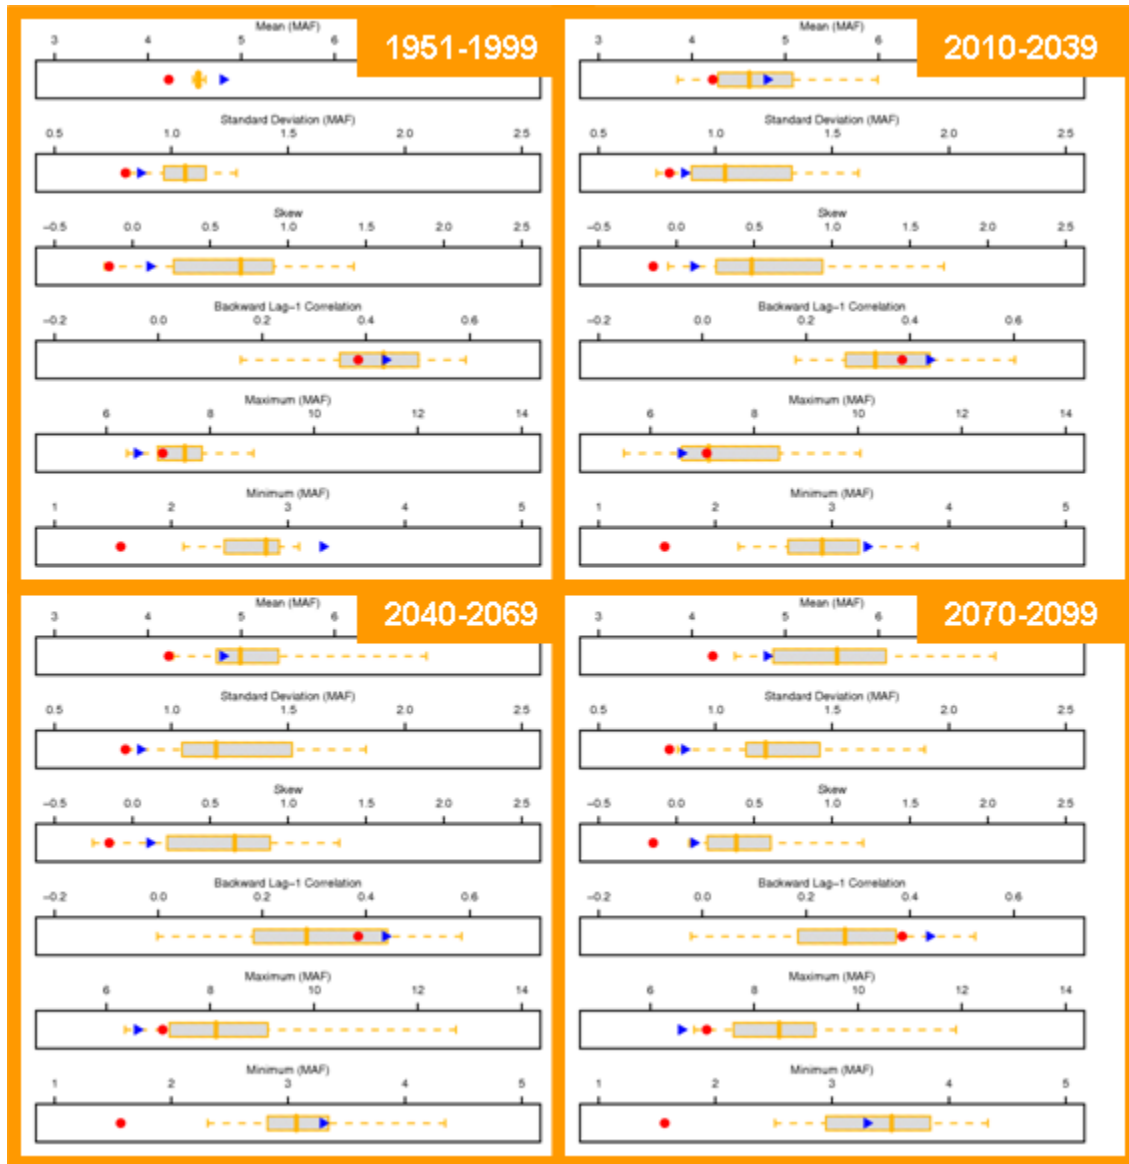 Mean (MAF)
3 4 5 6
1951-1999
Standard Deviation (MAF)
0.5 1.0 1.5 2.0 2.5
Skew
−0.5 0.0 0.5 1.0 1.5 2.0 2.5
Backward Lag−1 Correlation
−0.2 0.0 0.2 0.4 0.6
Maximum (MAF)
6 8 10 12 14
Minimum (MAF)
1 2 3 4 5
Mean (MAF)
3 4 5 6
2010-2039
Standard Deviation (MAF)
0.5 1.0 1.5 2.0 2.5
Skew
−0.5 0.0 0.5 1.0 1.5 2.0 2.5
Backward Lag−1 Correlation
−0.2 0.0 0.2 0.4 0.6
Maximum (MAF)
6 8 10 12 14
Minimum (MAF)
1 2 3 4 5
Mean (MAF)
3 4 5 6
2040-2069
Standard Deviation (MAF)
0.5 1.0 1.5 2.0 2.5
Skew
−0.5 0.0 0.5 1.0 1.5 2.0 2.5
Backward Lag−1 Correlation
−0.2 0.0 0.2 0.4 0.6
Maximum (MAF)
6 8 10 12 14
Minimum (MAF)
1 2 3 4 5
Mean (MAF)
3 4 5 6
2070-2099
Standard Deviation (MAF)
0.5 1.0 1.5 2.0 2.5
Skew
−0.5 0.0 0.5 1.0 1.5 2.0 2.5
Backward Lag−1 Correlation
−0.2 0.0 0.2 0.4 0.6
Maximum (MAF)
6 8 10 12 14
Minimum (MAF)
1 2 3 4 5